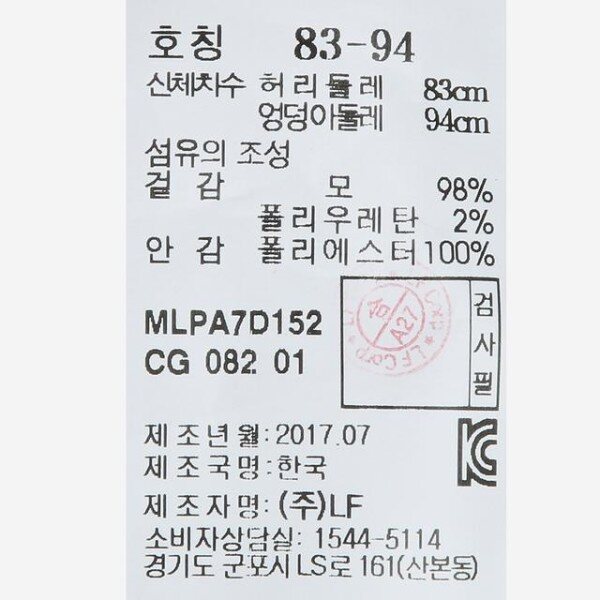 호칭 83-94
신체치수 허리둘레 83cm
엉덩이둘레 94cm
섬유의 조성
겉감 모 98%
폴리우레탄 2%
안감 폴리에스터 100%
MLPA7D152
CG 082 01
검사필
A27
LF Corp
제조년월: 2017.07
제조국명: 한국
제조자명: (주)LF
소비자상담실: 1544-5114
경기도 군포시 LS로 161(산본동)